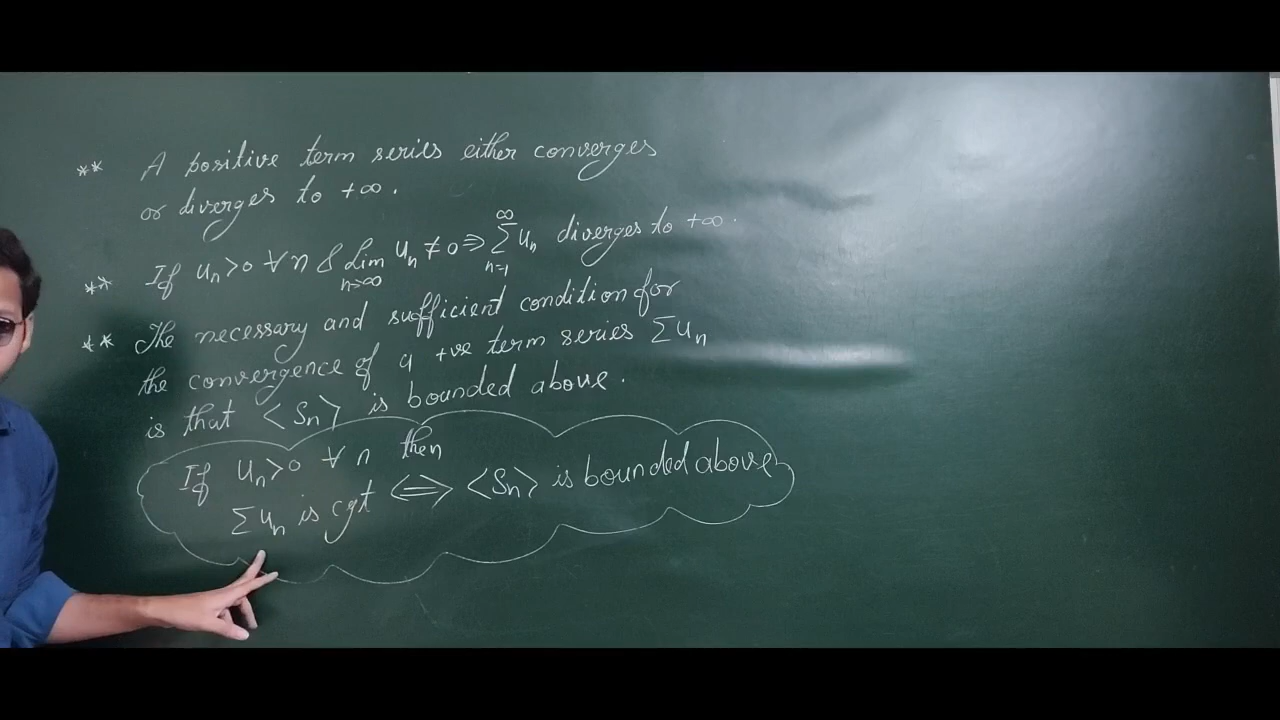 ** A positive term series either converges
or diverges to +∞.
** If uₙ>0 ∀ n & lim_{n→∞} uₙ ≠ 0 ⇒ ∑_{n=1}^{∞} uₙ diverges to +∞.
** The necessary and sufficient condition for
the convergence of a +ve term series ∑uₙ
is that <Sₙ> is bounded above.
If uₙ>0 ∀ n then
∑uₙ is cgt ⇔ <Sₙ> is bounded above